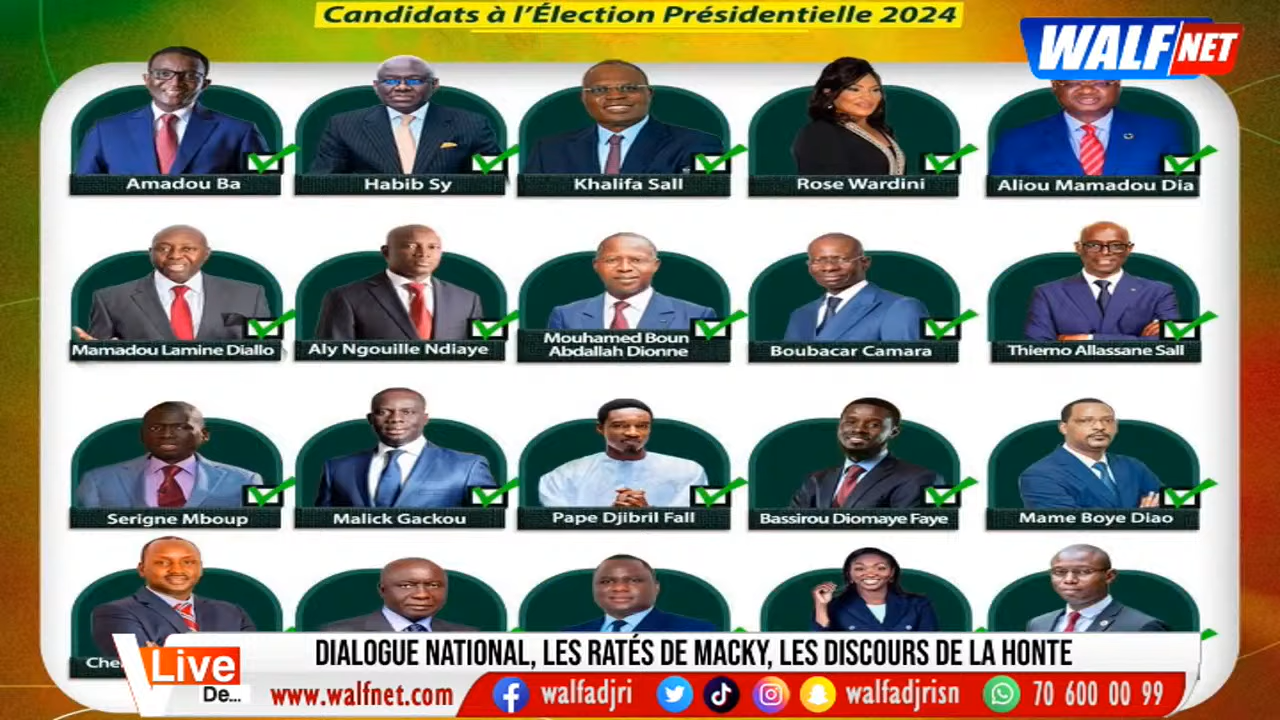 Candidats à l'Élection Présidentielle 2024
WALF NET
Amadou Ba
Habib Sy
Khalifa Sall
Rose Wardini
Aliou Mamadou Dia
Mamadou Lamine Diallo
Aly Ngouille Ndiaye
Mouhamed Boun
Abdallah Dionne
Boubacar Camara
Thierno Allassane Sall
Serigne Mboup
Malick Gackou
Pape Djibril Fall
Bassirou Diomaye Faye
Mame Boye Diao
DIALOGUE NATIONAL, LES RATÉS DE MACKY, LES DISCOURS DE LA HONTE
Live
De...
www.walfnet.com
walfadjri
walfadjrisn
70 600 00 99